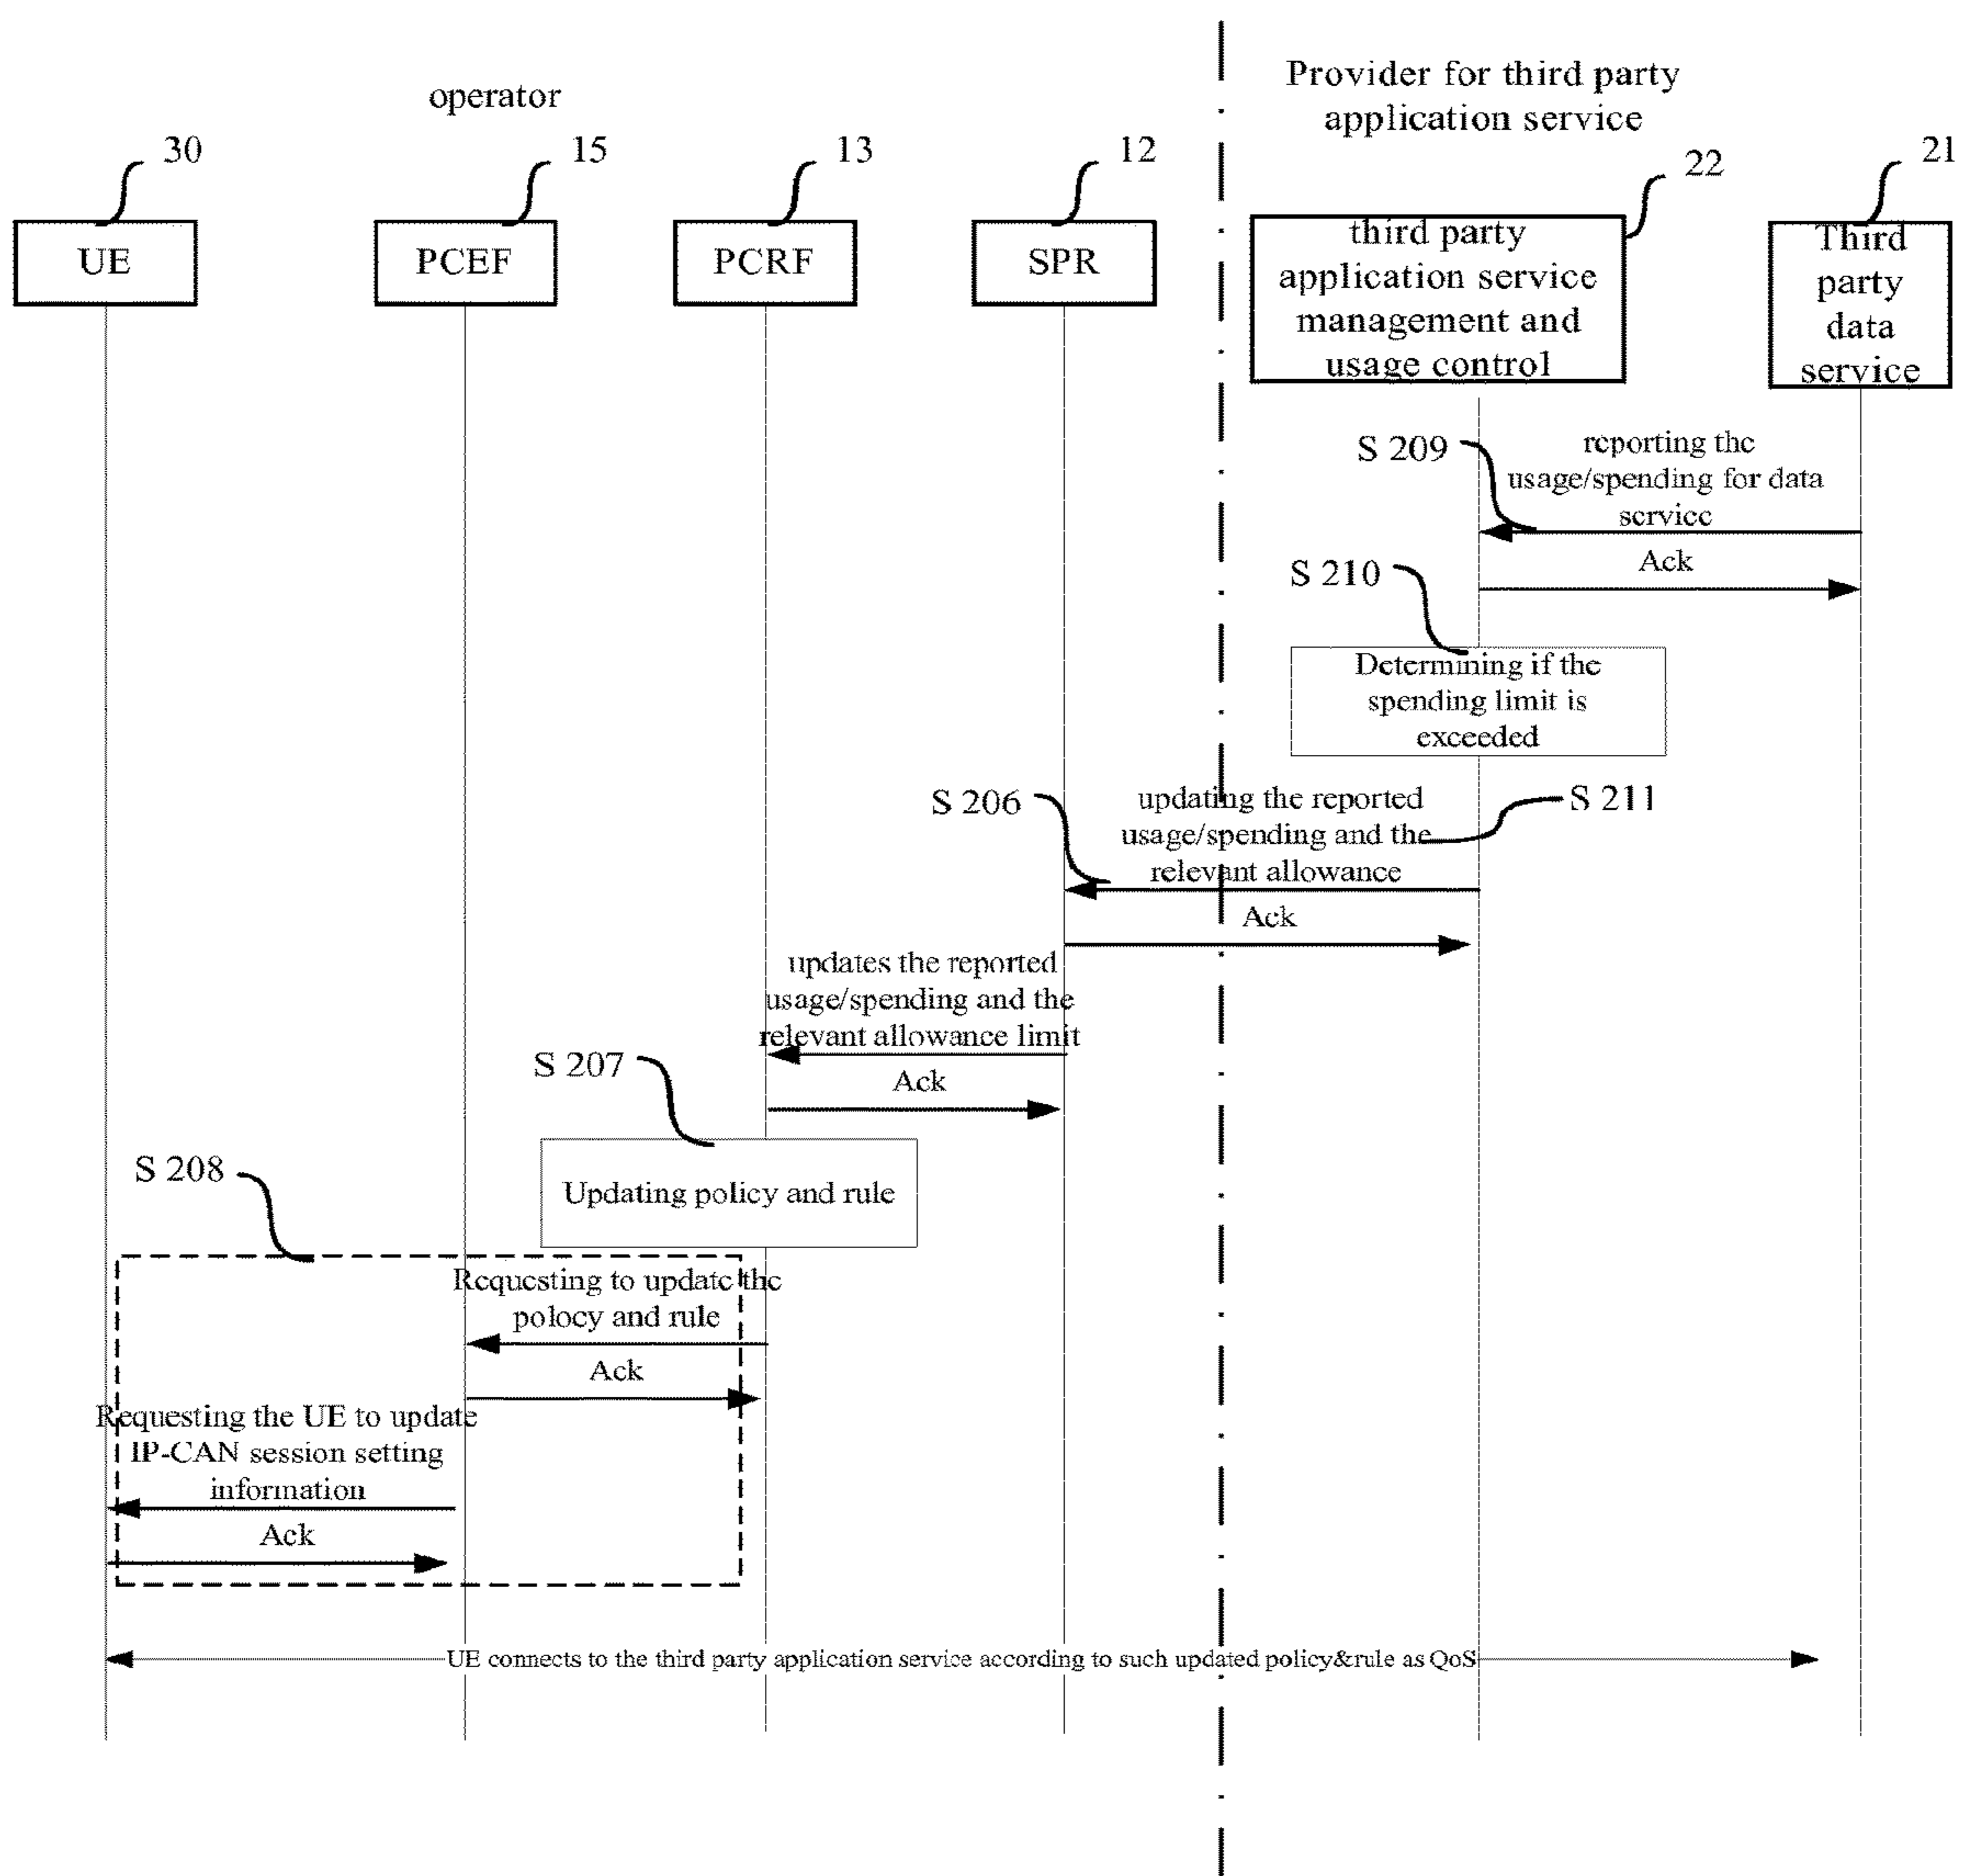 operator
Provider for third party
application service
30
15
13
12
22
21
UE
PCEF
PCRF
SPR
third party
application service
management and
usage control
Third
party
data
service
S 209
reporting the
usage/spending for data
service
Ack
S 210
Determining if the
spending limit is
exceeded
S 206
updating the reported
usage/spending and the
relevant allowance
S 211
Ack
updates the reported
usage/spending and the
relevant allowance limit
S 207
Ack
Updating policy and rule
S 208
Requesting to update the
polocy and rule
Ack
Requesting the UE to update
IP-CAN session setting
information
Ack
UE connects to the third party application service according to such updated policy&rule as QoS